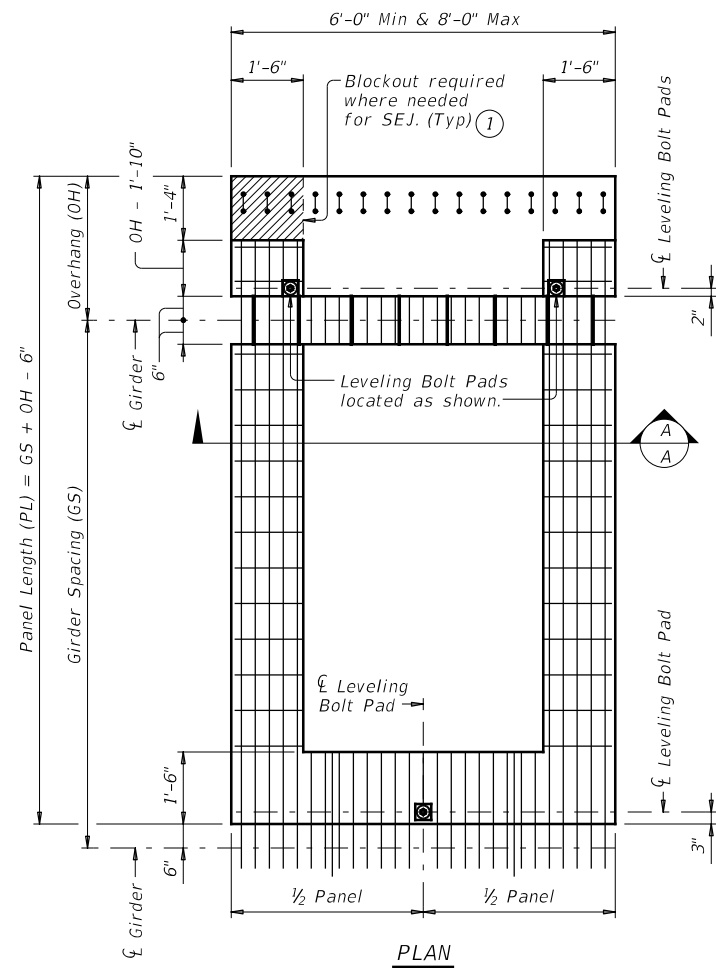 6'-0" Min & 8'-0" Max
1'-6"
1'-6"
Blockout required
where needed
for SEJ. (Typ) 1
℄ Leveling Bolt Pads
OH - 1'-10"
1'-4"
Overhang (OH)
2"
℄ Girder
6"
Leveling Bolt Pads
located as shown.
A
A
Panel Length (PL) = GS + OH - 6"
Girder Spacing (GS)
℄ Leveling
Bolt Pad
℄ Leveling Bolt Pad
1'-6"
3"
6"
℄ Girder
½ Panel
½ Panel
PLAN